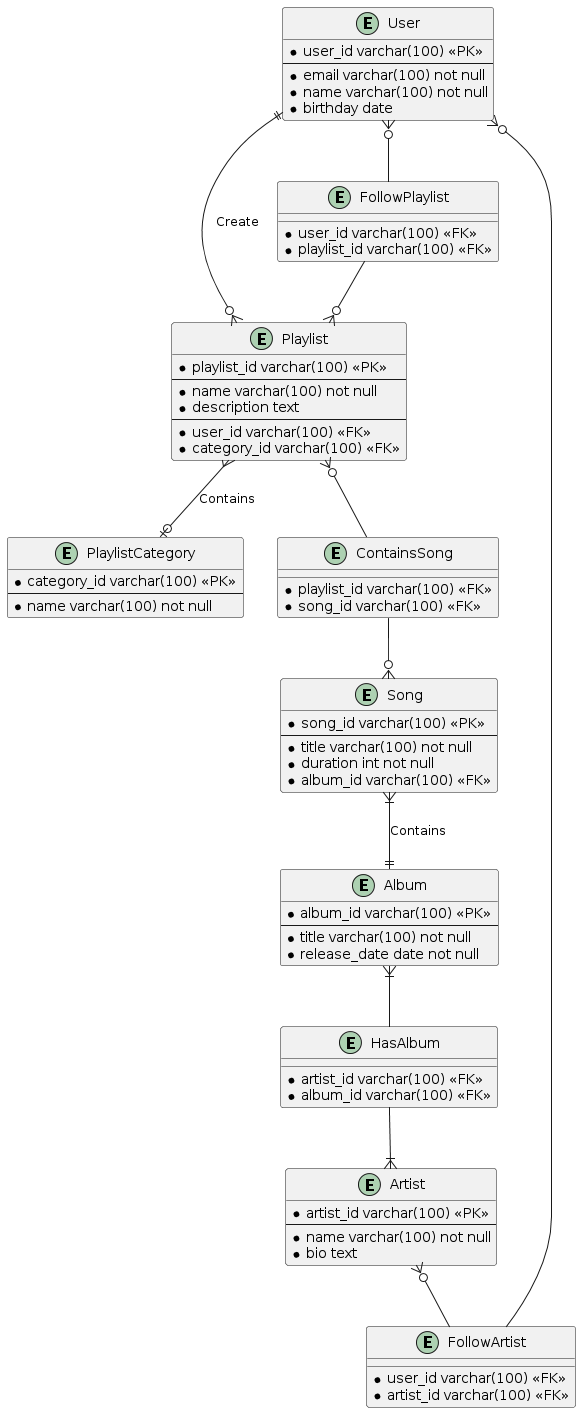 E User
user_id varchar(100) «PK»
email varchar(100) not null
name varchar(100) not null
birthday date
Create
E FollowPlaylist
user_id varchar(100) «FK»
playlist_id varchar(100) «FK»
E Playlist
playlist_id varchar(100) «PK»
name varchar(100) not null
description text
user_id varchar(100) «FK»
category_id varchar(100) «FK»
Contains
E PlaylistCategory
category_id varchar(100) «PK»
name varchar(100) not null
E ContainsSong
playlist_id varchar(100) «FK»
song_id varchar(100) «FK»
E Song
song_id varchar(100) «PK»
title varchar(100) not null
duration int not null
album_id varchar(100) «FK»
Contains
E Album
album_id varchar(100) «PK»
title varchar(100) not null
release_date date not null
E HasAlbum
artist_id varchar(100) «FK»
album_id varchar(100) «FK»
E Artist
artist_id varchar(100) «PK»
name varchar(100) not null
bio text
E FollowArtist
user_id varchar(100) «FK»
artist_id varchar(100) «FK»